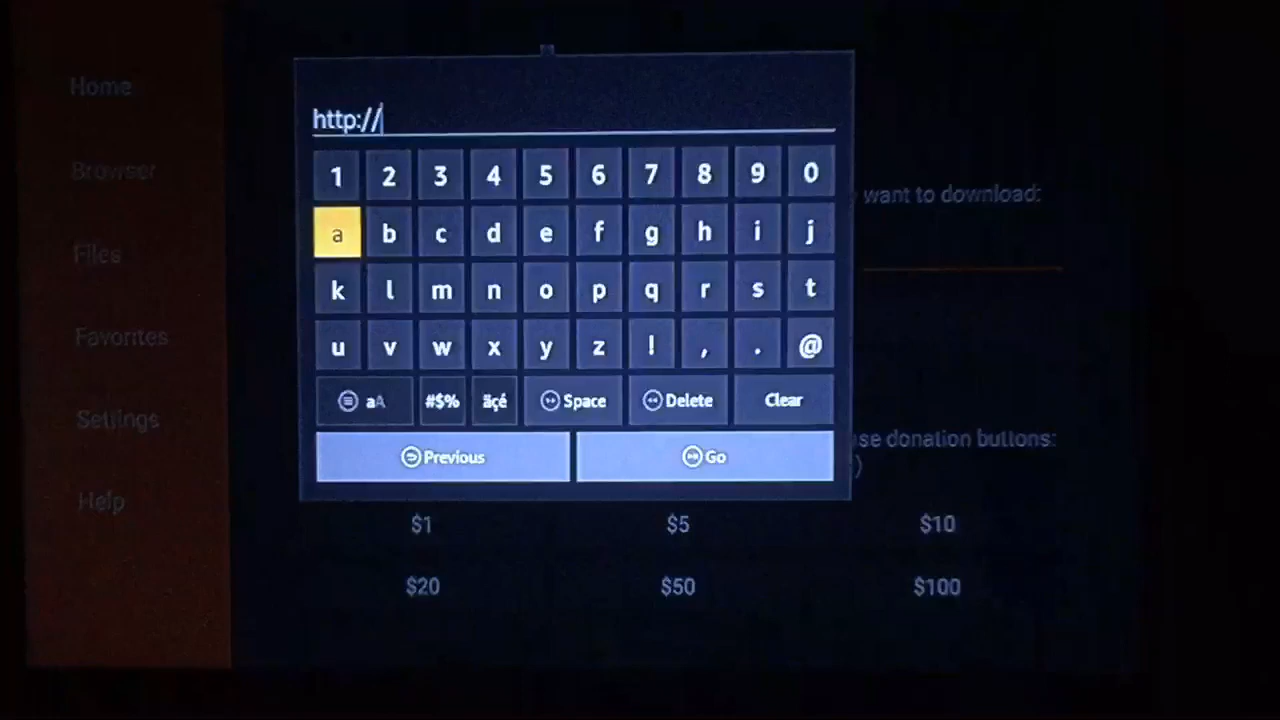 Home
Browser
Files
Favorites
Settings
Help
http://
1 2 3 4 5 6 7 8 9 0
a b c d e f g h i j
k l m n o p q r s t
u v w x y z ! , . @
aA #$% äçé Space Delete Clear
Previous Go
want to download:
donation buttons:
)
$1 $5 $10
$20 $50 $100